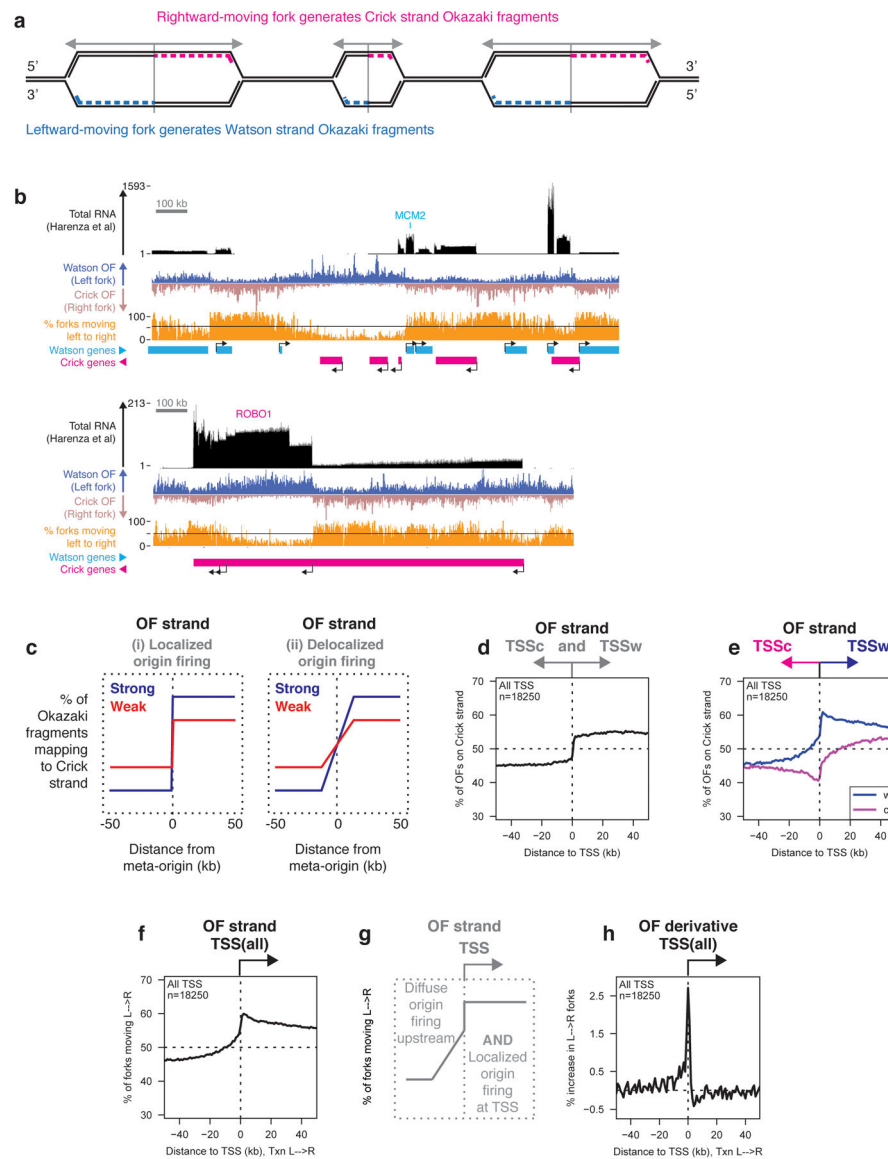 a
Rightward-moving fork generates Crick strand Okazaki fragments
5’ 3’
3’ 5’
Leftward-moving fork generates Watson strand Okazaki fragments
b
1593
100 kb
Total RNA
(Harenza et al)
MCM2
1
Watson OF
(Left fork)
Crick OF
(Right fork)
% forks moving
left to right
100
0
Watson genes
Crick genes
213
100 kb
ROBO1
Total RNA
(Harenza et al)
1
Watson OF
(Left fork)
Crick OF
(Right fork)
% forks moving
left to right
100
0
Watson genes
Crick genes
c
OF strand
(i) Localized
origin firing
Strong
Weak
% of
Okazaki
fragments
mapping
to Crick
strand
-50 0 50
Distance from
meta-origin (kb)
OF strand
(ii) Delocalized
origin firing
Strong
Weak
-50 0 50
Distance from
meta-origin (kb)
d
OF strand
TSSc and TSSw
All TSS
n=18250
% of OFs on Crick strand
70
60
50
40
30
−40 −20 0 20 40
Distance to TSS (kb)
e
OF strand
TSSc TSSw
All TSS
n=18250
% of OFs on Crick strand
70
60
50
40
30
w
−40 −20 0 20 40
Distance to TSS (kb)
f
OF strand
TSS(all)
All TSS
n=18250
% of forks moving L-->R
70
60
50
40
30
−40 −20 0 20 40
Distance to TSS (kb), Txn L-->R
g
OF strand
TSS
% of forks moving L-->R
Diffuse
origin
firing
upstream
AND
Localized
origin
firing
at TSS
h
OF derivative
TSS(all)
All TSS
n=18250
% increase in L-->R forks
2.5
1.5
0.5
−0.5
−40 −20 0 20 40
Distance to TSS (kb), Txn L-->R